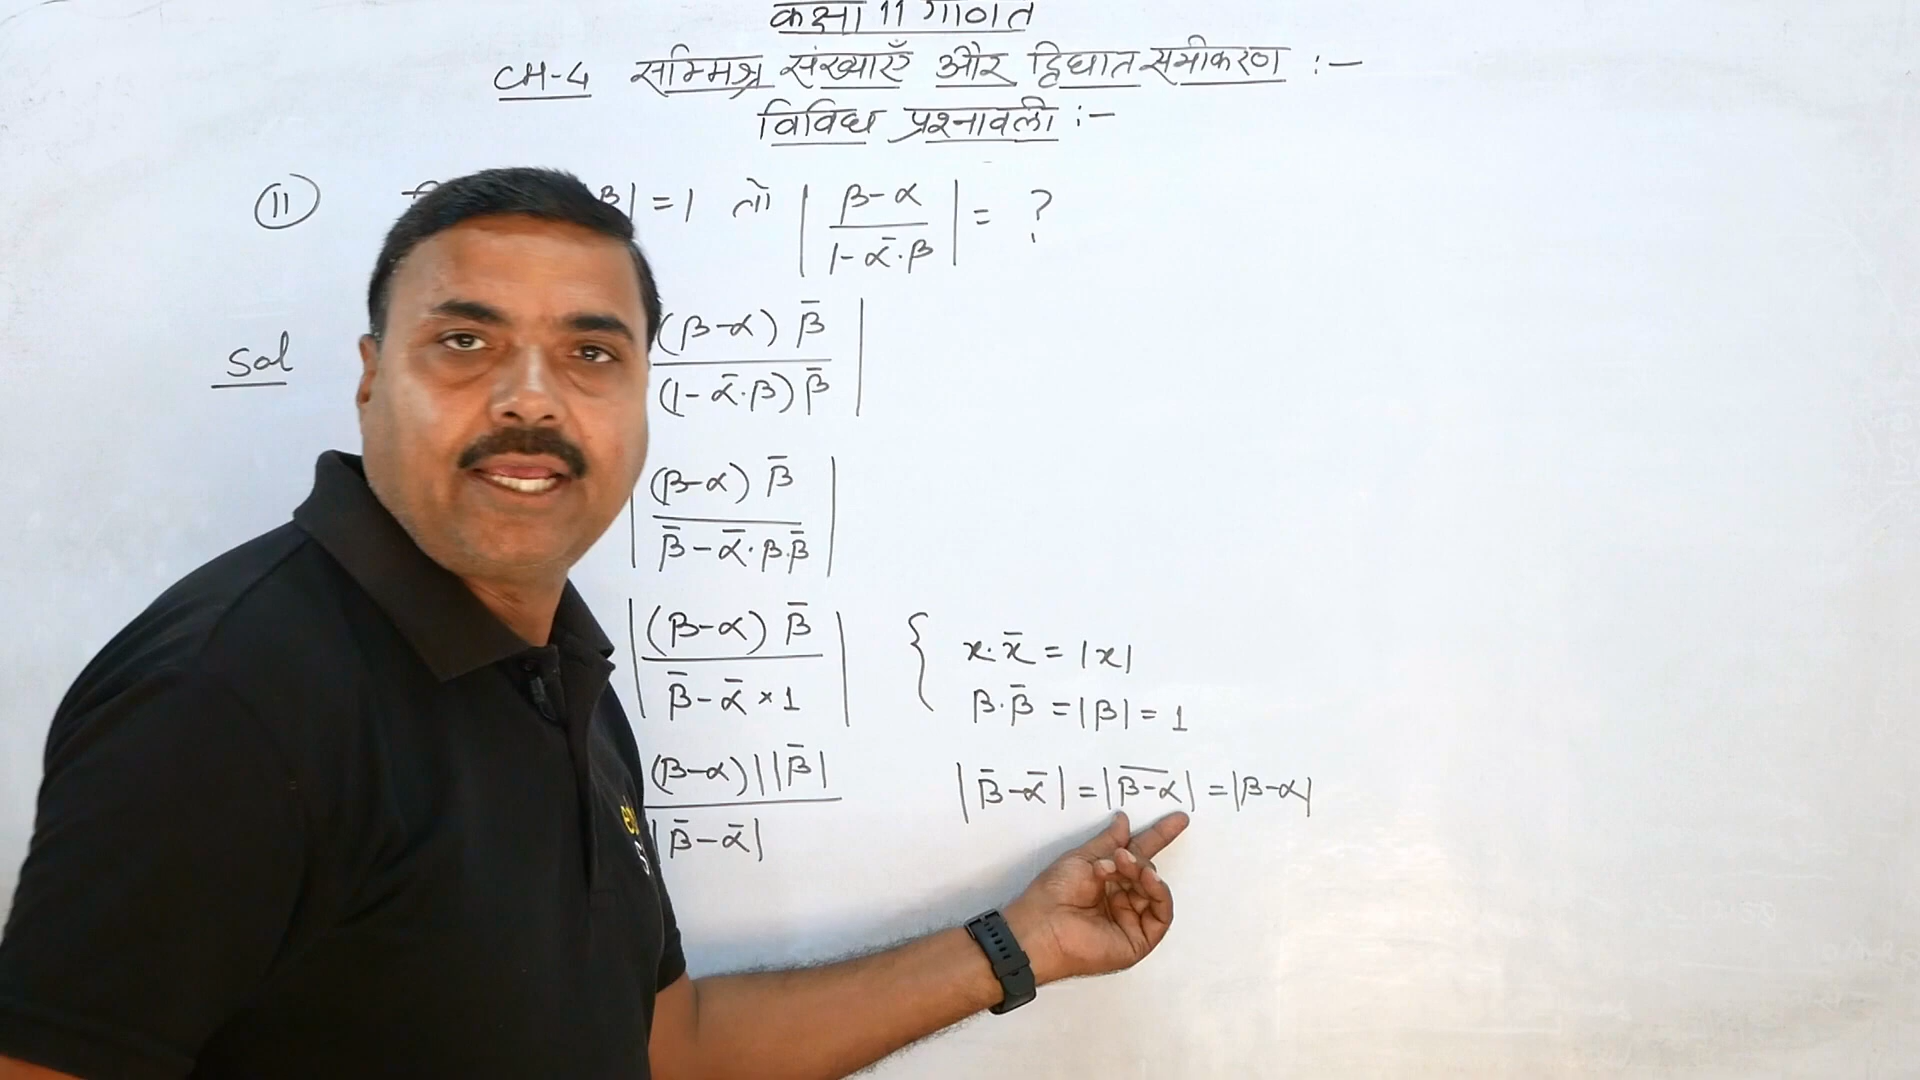 कक्षा 11 गणित
CH-4 सम्मिश्र संख्याएँ और द्विघात समीकरण :-
विविध प्रश्नावली :-
(11) β| = 1 तो | β-α / 1-ᾱ.β | = ?
Sol (β-α) β̄ / (1-ᾱ.β) β̄ |
| (β-α) β̄ / β̄-ᾱ.β.β̄ |
| (β-α) β̄ / β̄-ᾱ×1 | { x.x̄ = |x|
β.β̄ = |β| = 1
(β-α)||β̄| / |β̄-ᾱ| |β̄-ᾱ| = |β̅-̅α̅| = |β-α|